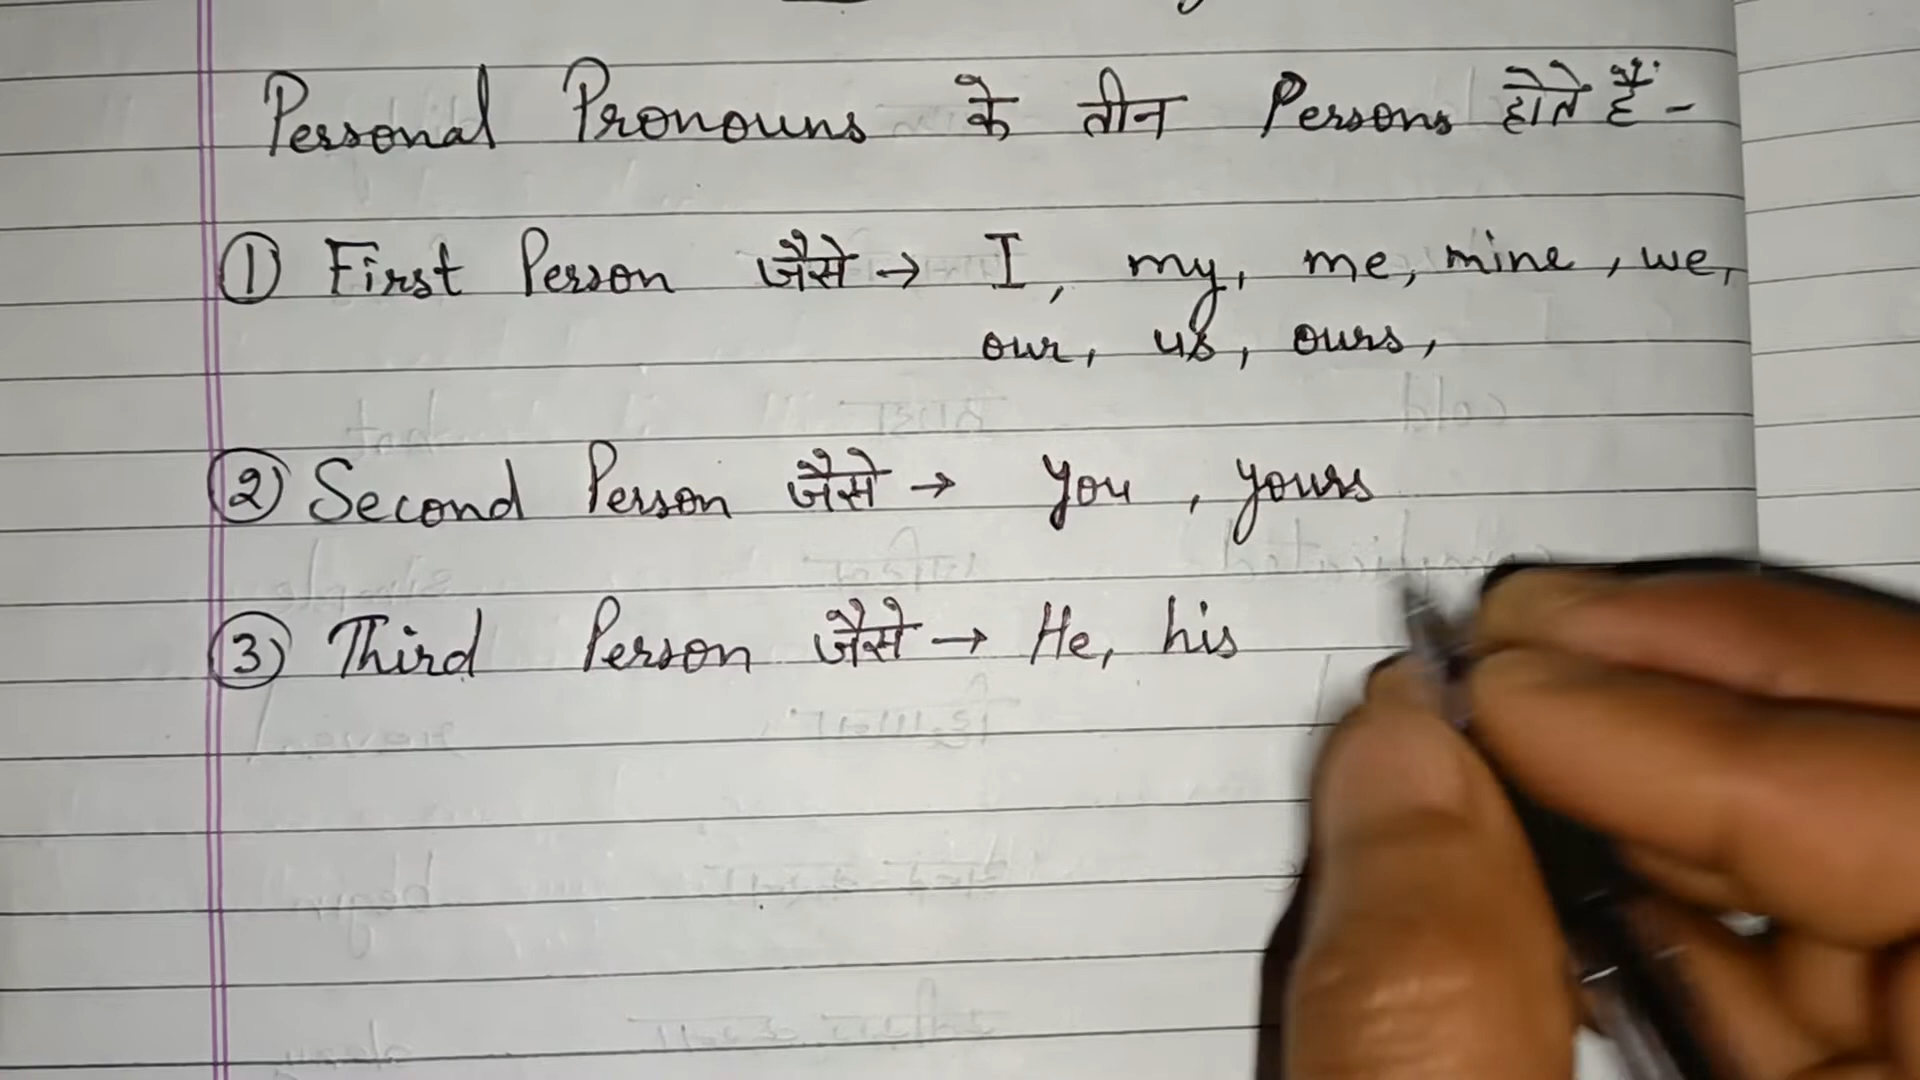 Personal Pronouns के तीन Persons होते हैं -
① First Person जैसे → I, my, me, mine, we,
our, us, ours,
② Second Person जैसे → you, yours
③ Third Person जैसे → He, his